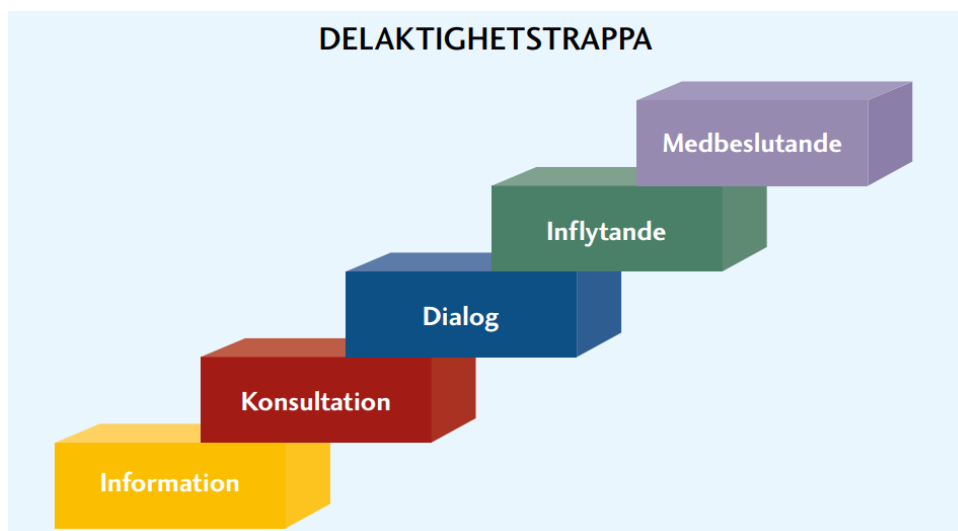 DELAKTIGHETSTRAPPA
Medbeslutande
Inflytande
Dialog
Konsultation
Information